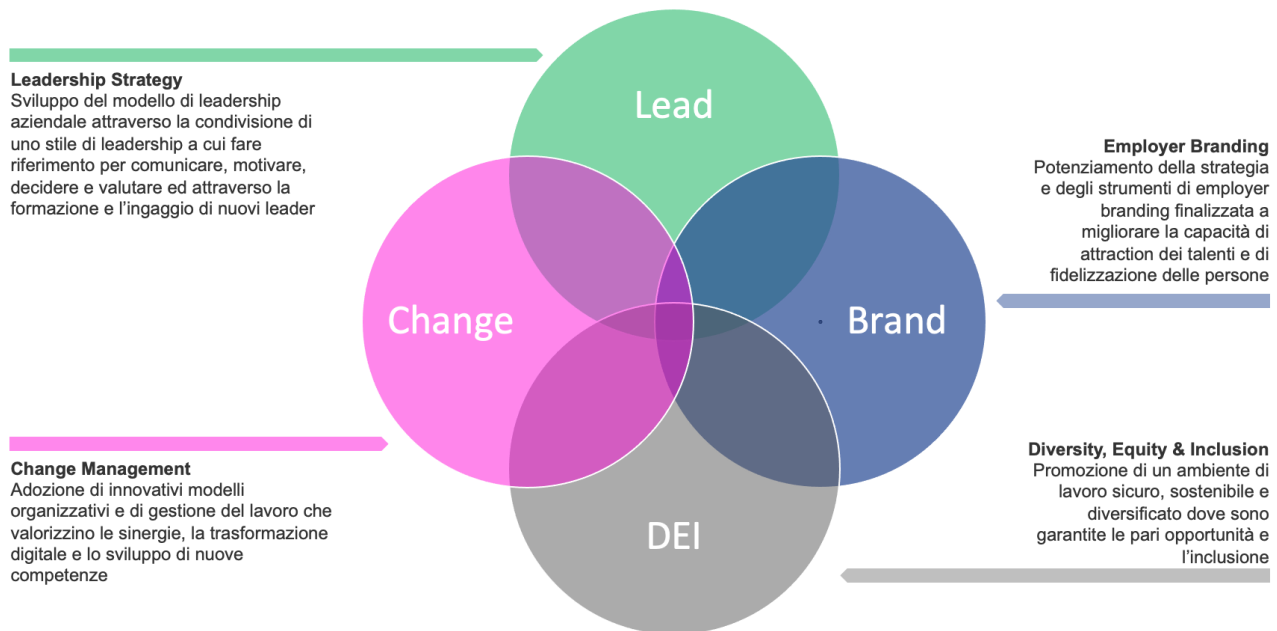 Lead
Leadership Strategy
Sviluppo del modello di leadership
aziendale attraverso la condivisione di
uno stile di leadership a cui fare
riferimento per comunicare, motivare,
decidere e valutare ed attraverso la
formazione e l’ingaggio di nuovi leader
Employer Branding
Potenziamento della strategia
e degli strumenti di employer
branding finalizzata a
migliorare la capacità di
attraction dei talenti e di
fidelizzazione delle persone
Change
Brand
Change Management
Adozione di innovativi modelli
organizzativi e di gestione del lavoro che
valorizzino le sinergie, la trasformazione
digitale e lo sviluppo di nuove
competenze
DEI
Diversity, Equity & Inclusion
Promozione di un ambiente di
lavoro sicuro, sostenibile e
diversificato dove sono
garantite le pari opportunità e
l’inclusione